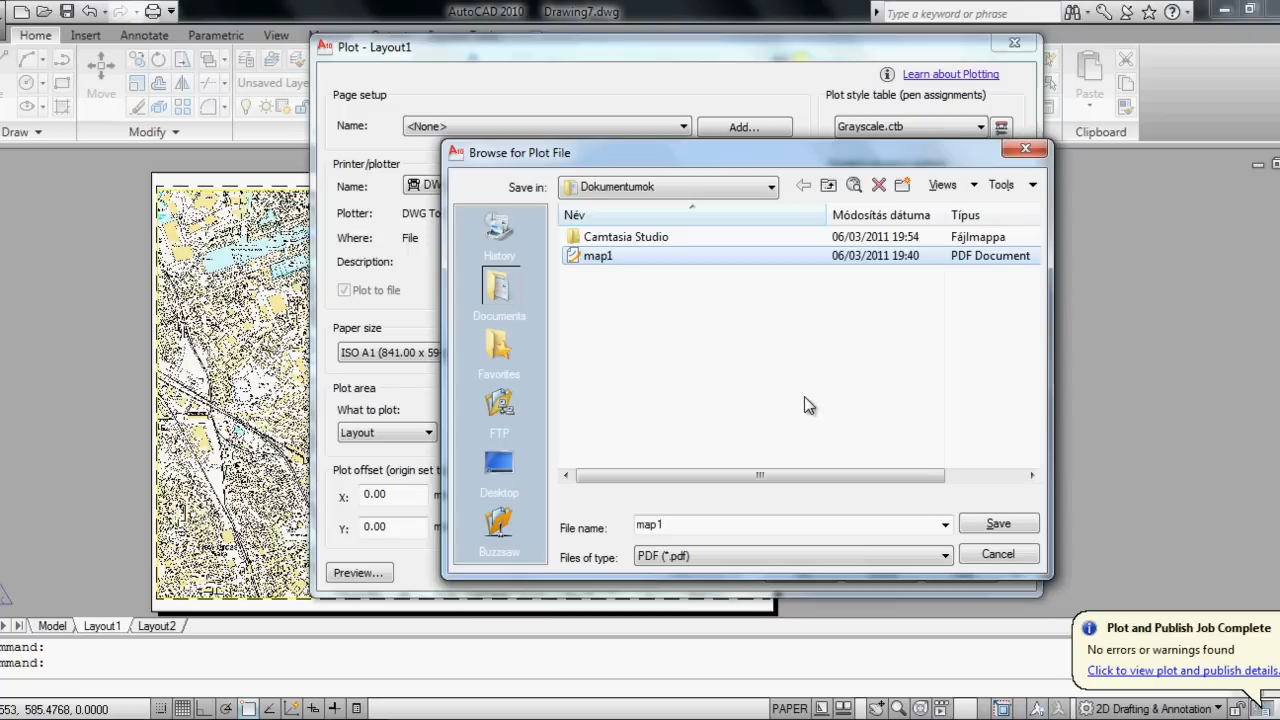 AutoCAD 2010 Drawing7.dwg
Type a keyword or phrase
Home Insert Annotate Parametric View
Plot - Layout1
Learn about Plotting
Page setup
Plot style table (pen assignments)
Unsaved Laye
Name: <None> Add...
Grayscale.ctb
Move
Paste
Draw Modify
Clipboard
Browse for Plot File
Printer/plotter
Name: DW
Plotter: DWG To
Where: File
Description:
Plot to file
Paper size
ISO A1 (841.00 x 59
Plot area
What to plot:
Layout
Plot offset (origin set t
X: 0.00 m
Y: 0.00 m
Preview...
Save in: Dokumentumok
Views Tools
Név Módosítás dátuma Típus
Camtasia Studio 06/03/2011 19:54 Fájlmappa
map1 06/03/2011 19:40 PDF Document
History
Documents
Favorites
FTP
Desktop
Buzzsaw
File name: map1 Save
Files of type: PDF (*.pdf) Cancel
Model Layout1 Layout2
mmand:
mmand:
Plot and Publish Job Complete
No errors or warnings found
Click to view plot and publish details.
553, 585.4768, 0.0000
PAPER
2D Drafting & Annotation